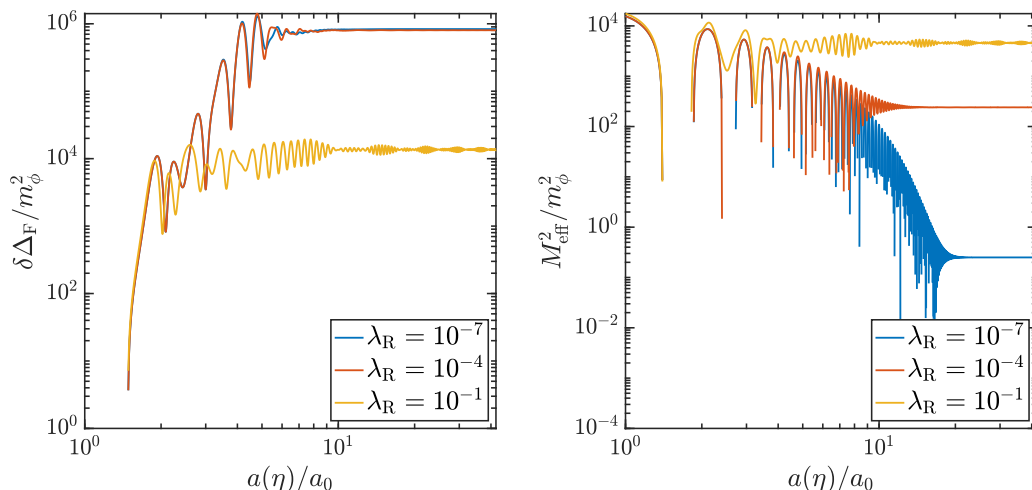 δΔ_F/m_ϕ^2
10^6
10^4
10^2
10^0
10^0
10^1
a(η)/a_0
λ_R = 10^{-7}
λ_R = 10^{-4}
λ_R = 10^{-1}
M_eff^2/m_ϕ^2
10^4
10^2
10^0
10^{-2}
10^{-4}
10^0
10^1
a(η)/a_0
λ_R = 10^{-7}
λ_R = 10^{-4}
λ_R = 10^{-1}